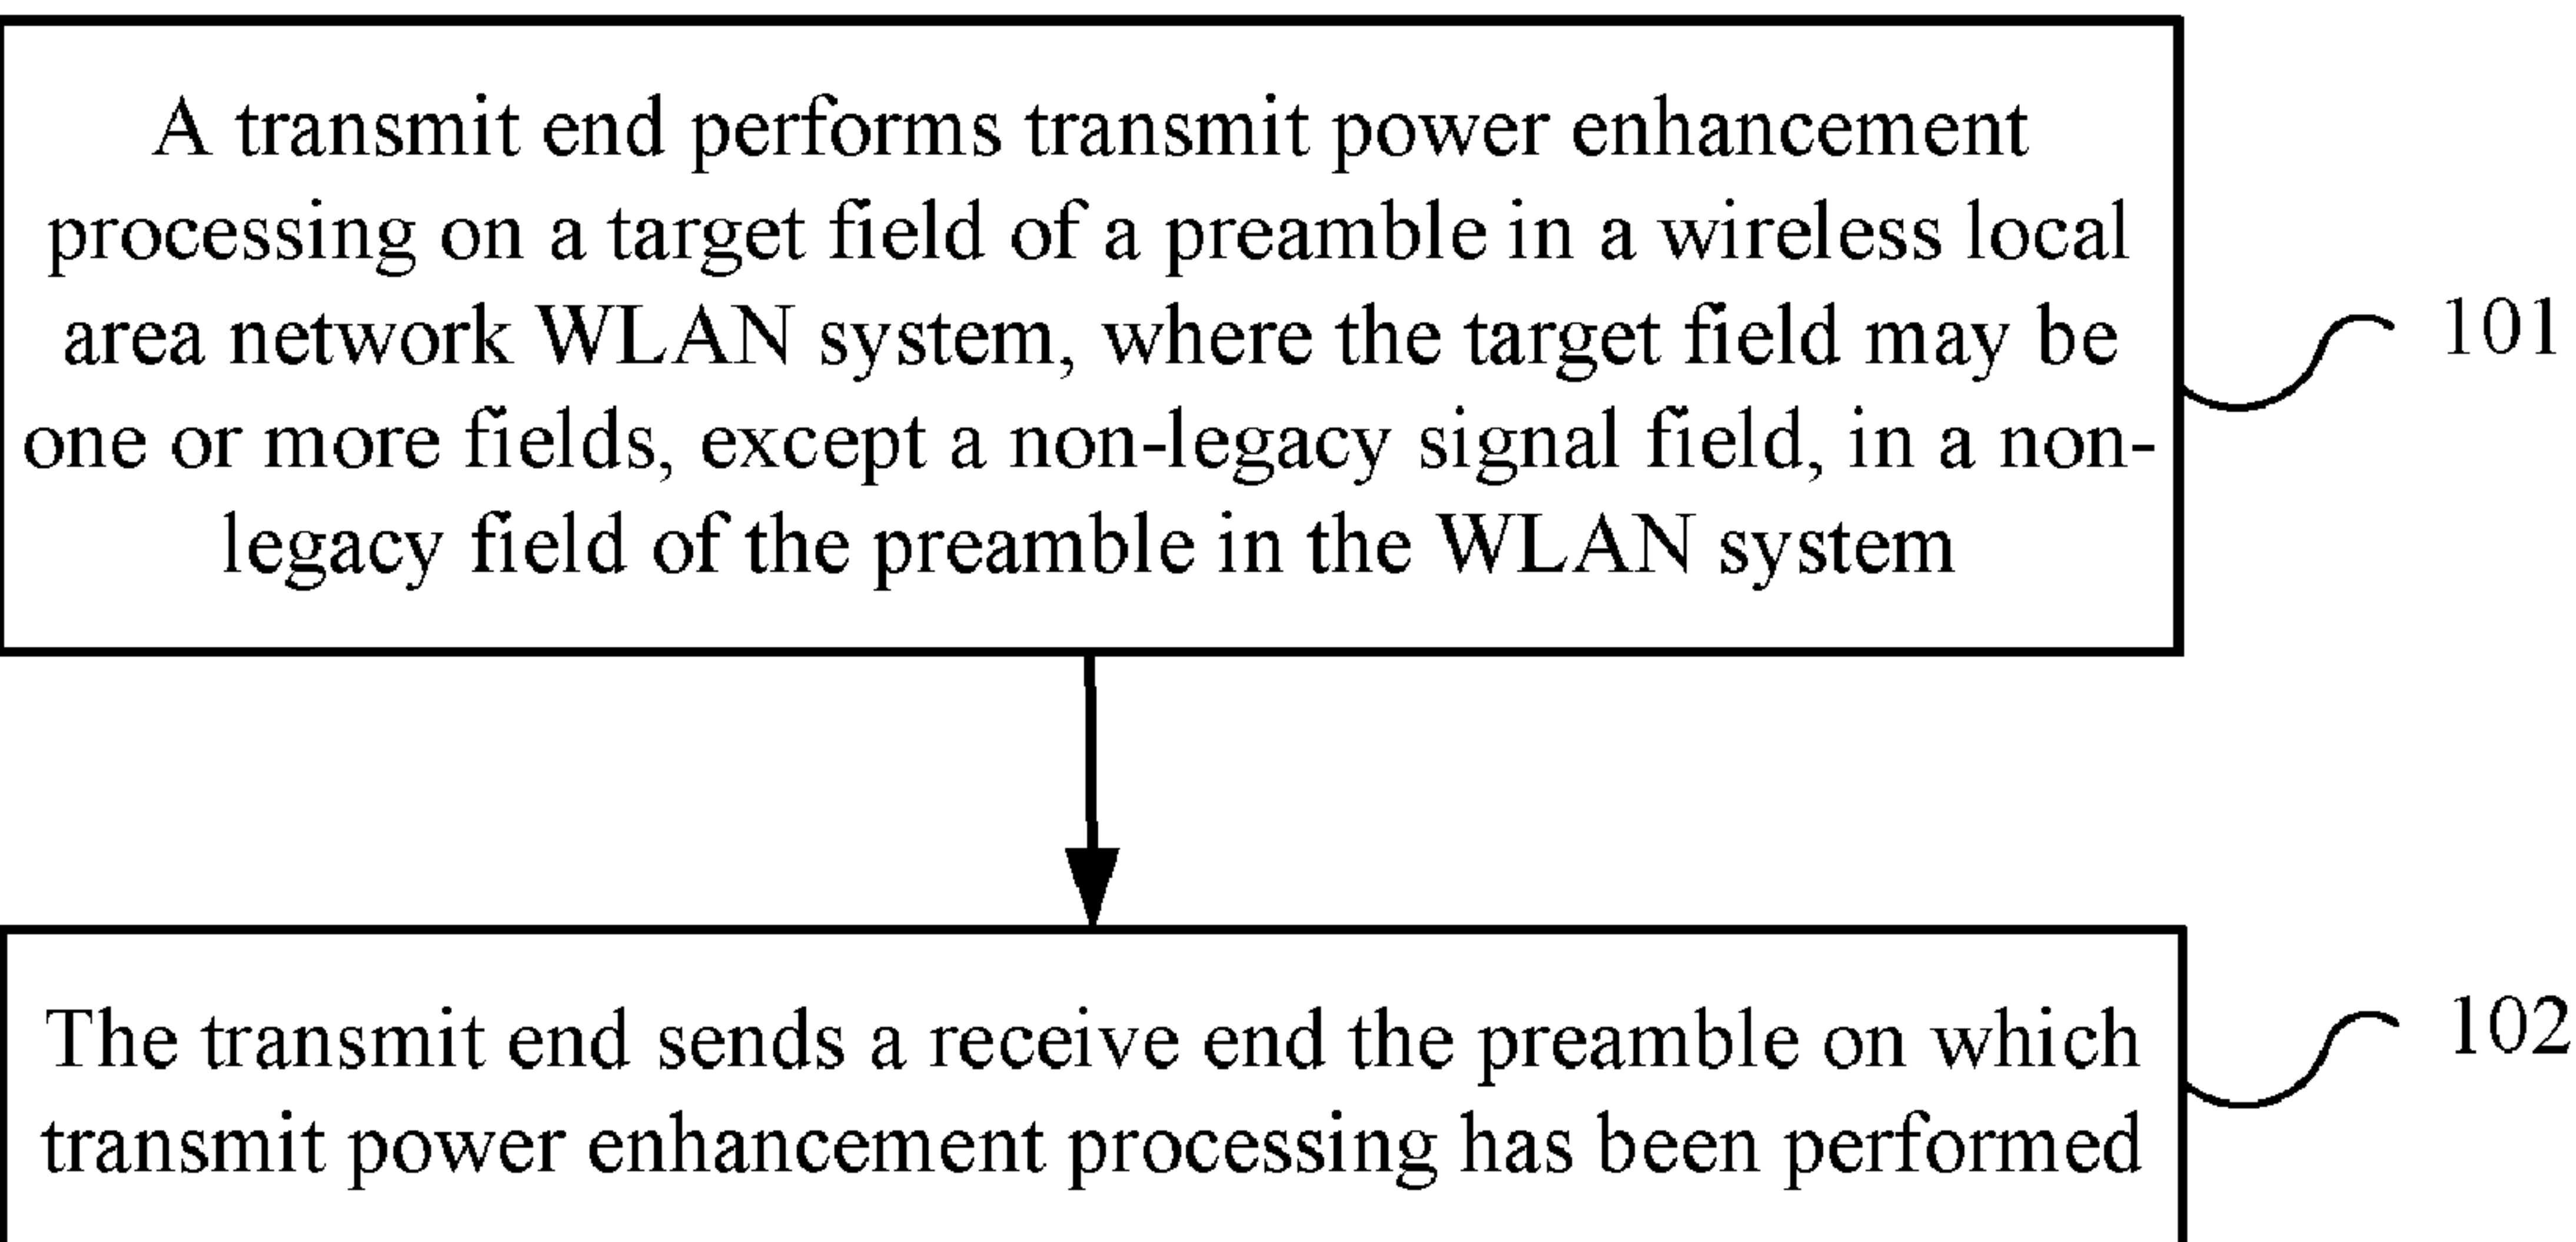 A transmit end performs transmit power enhancement
processing on a target field of a preamble in a wireless local
area network WLAN system, where the target field may be
one or more fields, except a non-legacy signal field, in a non-
legacy field of the preamble in the WLAN system
101
The transmit end sends a receive end the preamble on which
transmit power enhancement processing has been performed
102